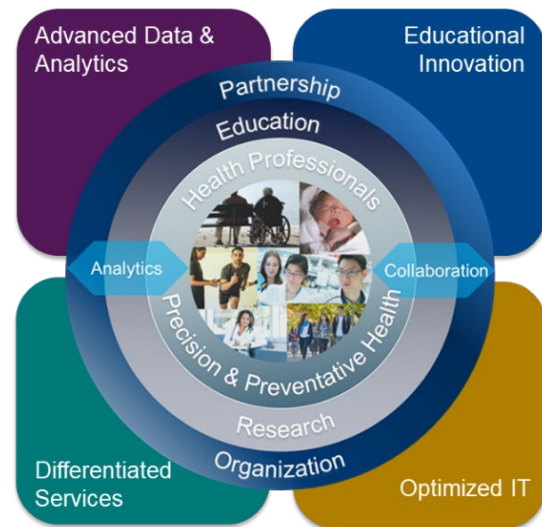 Advanced Data &
Analytics
Educational
Innovation
Partnership
Education
Health Professionals
Analytics
Collaboration
Precision & Preventative Health
Research
Organization
Differentiated
Services
Optimized IT